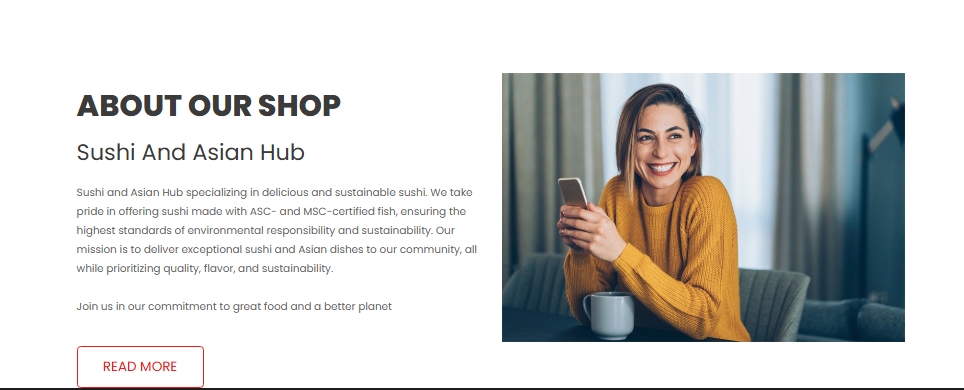 ABOUT OUR SHOP
Sushi And Asian Hub
Sushi and Asian Hub specializing in delicious and sustainable sushi. We take
pride in offering sushi made with ASC- and MSC-certified fish, ensuring the
highest standards of environmental responsibility and sustainability. Our
mission is to deliver exceptional sushi and Asian dishes to our community, all
while prioritizing quality, flavor, and sustainability.
Join us in our commitment to great food and a better planet
READ MORE